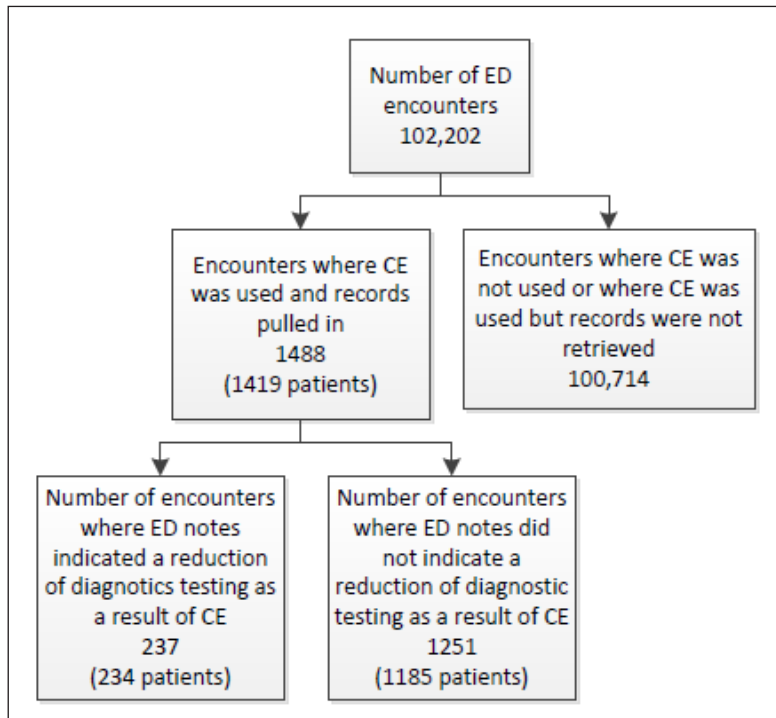 Number of ED
encounters
102,202
Encounters where CE
was used and records
pulled in
1488
(1419 patients)
Encounters where CE was
not used or where CE was
used but records were not
retrieved
100,714
Number of encounters
where ED notes
indicated a reduction
of diagnotics testing as
a result of CE
237
(234 patients)
Number of encounters
where ED notes did
not indicate a
reduction of diagnostic
testing as a result of CE
1251
(1185 patients)